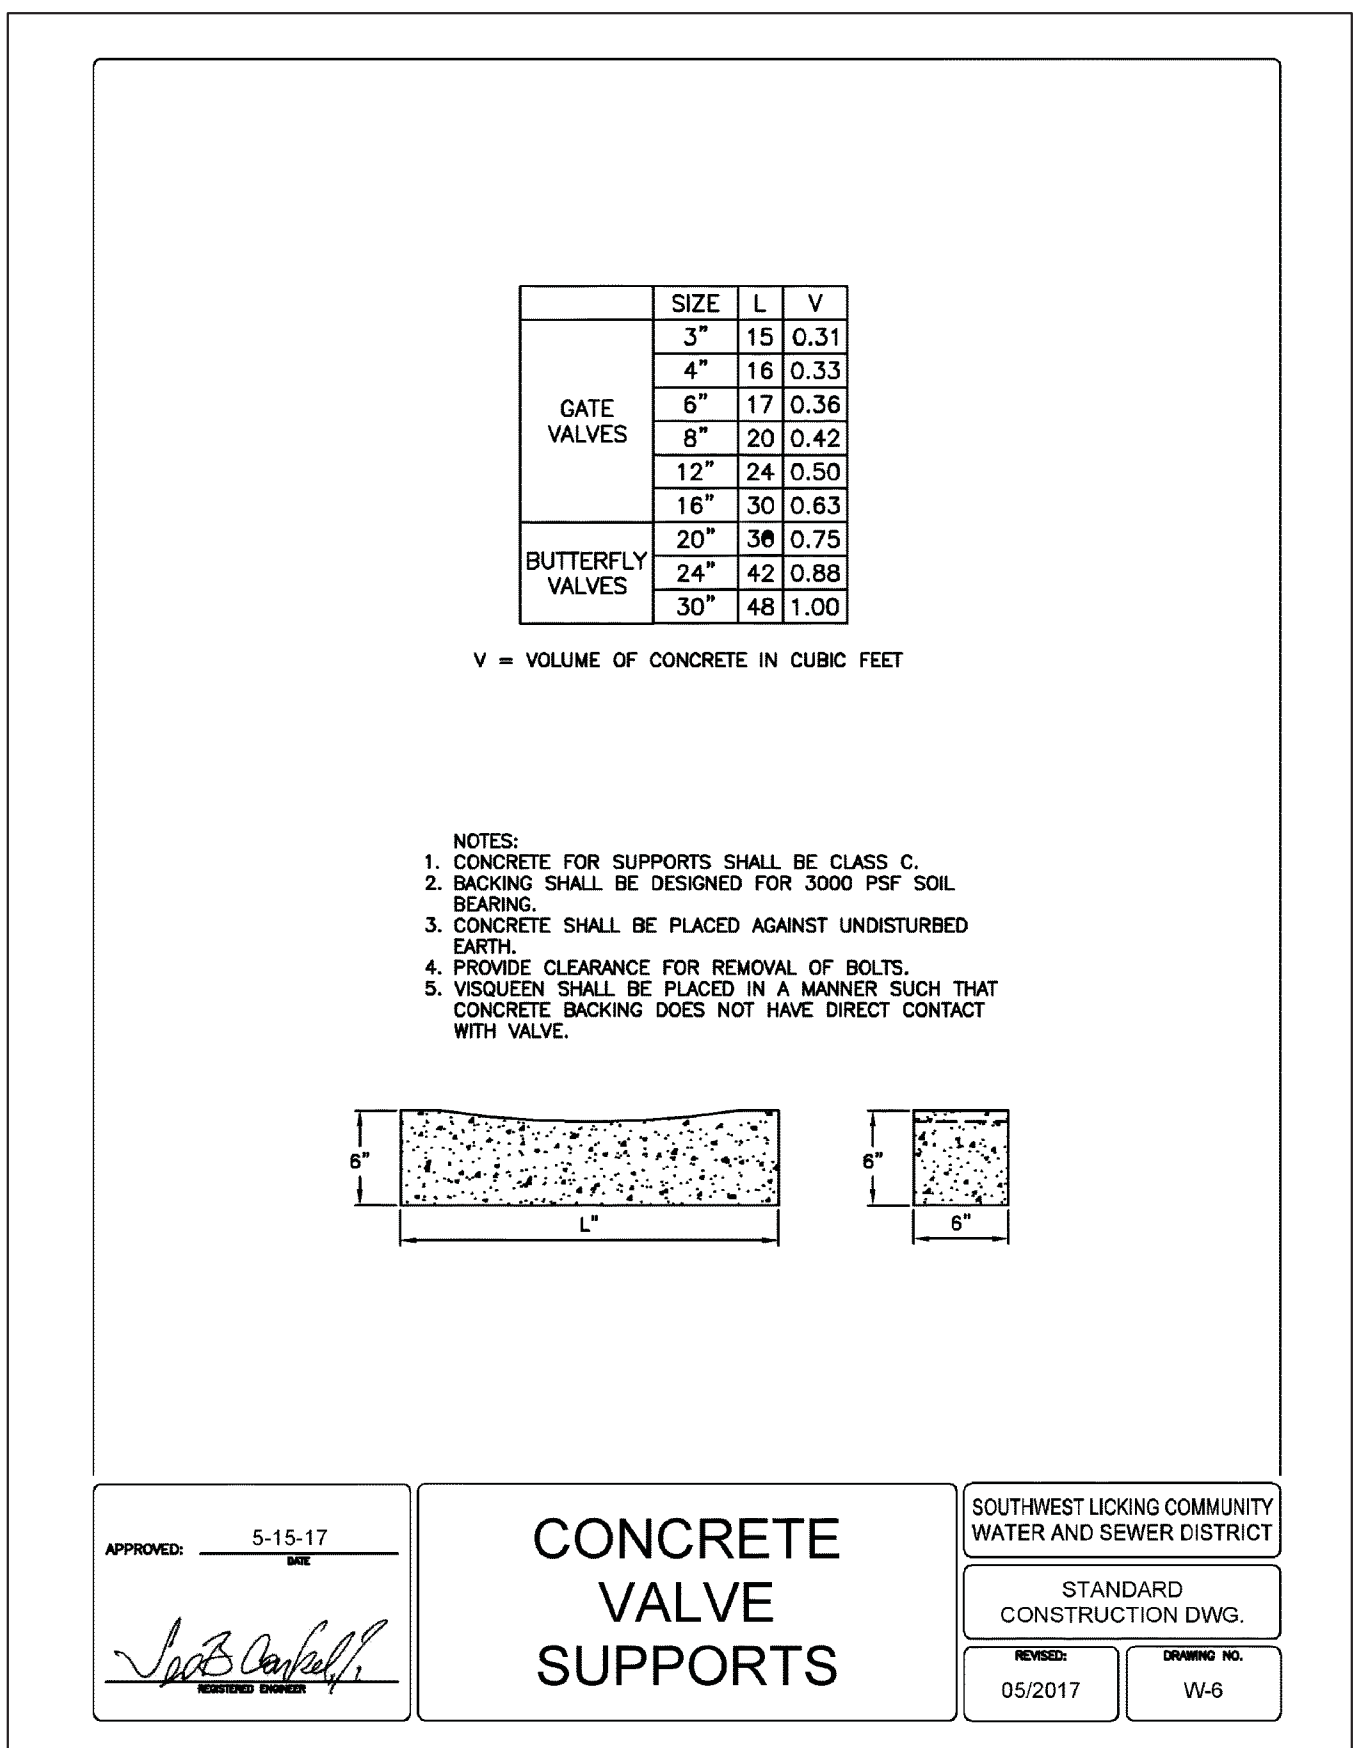 SIZE L V
GATE
VALVES
3" 15 0.31
4" 16 0.33
6" 17 0.36
8" 20 0.42
12" 24 0.50
16" 30 0.63
BUTTERFLY
VALVES
20" 0.75
24" 42 0.88
30" 48 1.00
V = VOLUME OF CONCRETE IN CUBIC FEET
NOTES:
1. CONCRETE FOR SUPPORTS SHALL BE CLASS C.
2. BACKING SHALL BE DESIGNED FOR 3000 PSF SOIL
BEARING.
3. CONCRETE SHALL BE PLACED AGAINST UNDISTURBED
EARTH.
4. PROVIDE CLEARANCE FOR REMOVAL OF BOLTS.
5. VISQUEEN SHALL BE PLACED IN A MANNER SUCH THAT
CONCRETE BACKING DOES NOT HAVE DIRECT CONTACT
WITH VALVE.
6"
L"
6"
6"
APPROVED: 5-15-17
DATE
REGISTERED ENGINEER
CONCRETE
VALVE
SUPPORTS
SOUTHWEST LICKING COMMUNITY
WATER AND SEWER DISTRICT
STANDARD
CONSTRUCTION DWG.
REVISED:
05/2017
DRAWING NO.
W-6